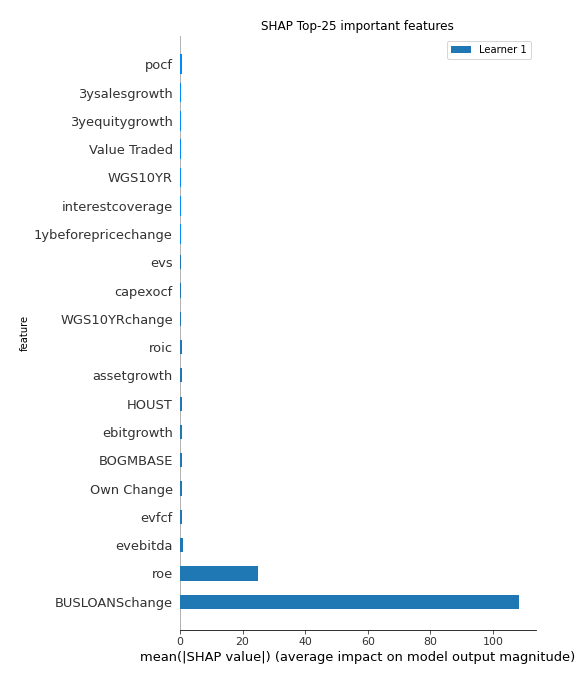 SHAP Top-25 important features
Learner 1
pocf
3ysalesgrowth
3yequitygrowth
Value Traded
WGS10YR
interestcoverage
1ybeforepricechange
evs
capexocf
WGS10YRchange
roic
assetgrowth
HOUST
ebitgrowth
BOGMBASE
Own Change
evfcf
evebitda
roe
BUSLOANSchange
feature
0 20 40 60 80 100
mean(|SHAP value|) (average impact on model output magnitude)